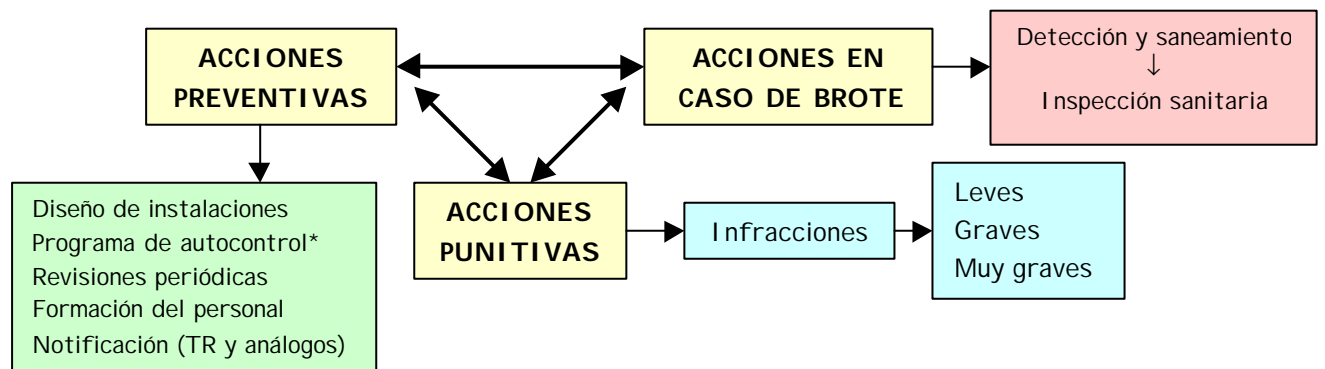 ACCIONES
PREVENTIVAS
ACCIONES EN
CASO DE BROTE
Detección y saneamiento
↓
Inspección sanitaria
Diseño de instalaciones
Programa de autocontrol*
Revisiones periódicas
Formación del personal
Notificación (TR y análogos)
ACCIONES
PUNITIVAS
Infracciones
Leves
Graves
Muy graves